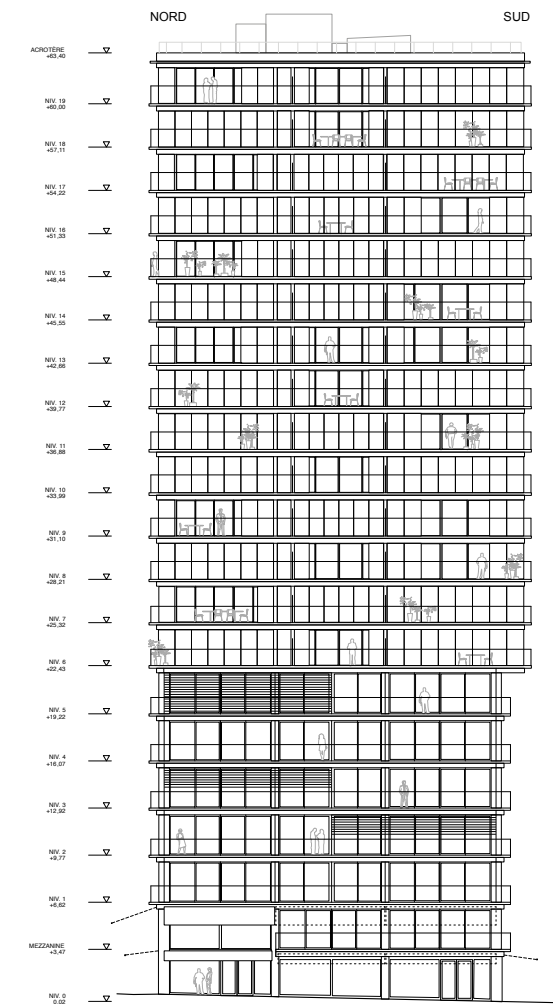 NORD
SUD
ACROTÈRE
+63,40
NIV. 19
+60,00
NIV. 18
+57,11
NIV. 17
+54,22
NIV. 16
+51,33
NIV. 15
+48,44
NIV. 14
+45,55
NIV. 13
+42,66
NIV. 12
+39,77
NIV. 11
+36,88
NIV. 10
+33,99
NIV. 9
+31,10
NIV. 8
+28,21
NIV. 7
+25,32
NIV. 6
+22,43
NIV. 5
+19,22
NIV. 4
+16,07
NIV. 3
+12,92
NIV. 2
+9,77
NIV. 1
+6,62
MEZZANINE
+3,47
NIV. 0
0.02